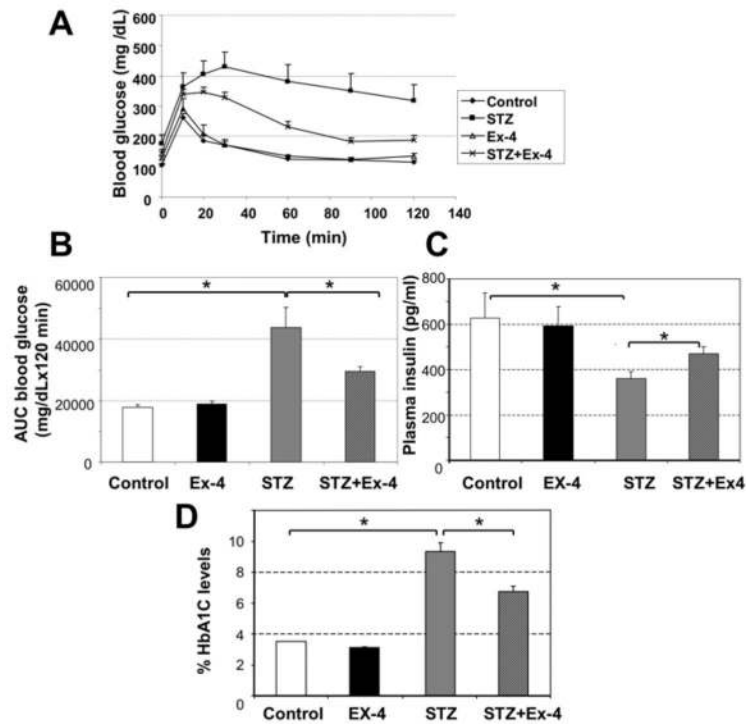 A
Blood glucose (mg /dL)
600
500
400
300
200
100
0
0 20 40 60 80 100 120 140
Time (min)
Control
STZ
Ex-4
STZ+Ex-4
B
AUC blood glucose
(mg/dLx120 min)
60000
40000
20000
0
* *
Control Ex-4 STZ STZ+Ex-4
C
Plasma insulin (pg/ml)
800
600
400
200
0
*
*
Control EX-4 STZ STZ+Ex4
D
% HbA1C levels
10
8
6
4
2
0
* *
Control EX-4 STZ STZ+Ex-4